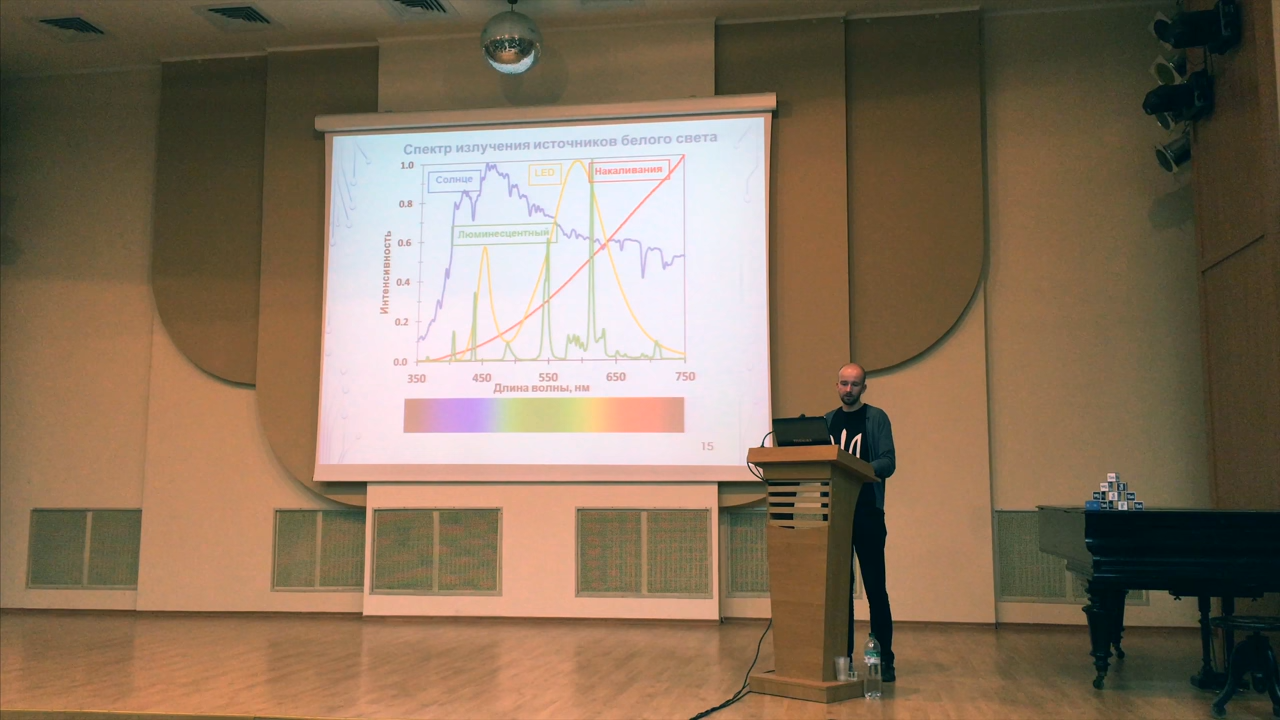 Спектр излучения источников белого света
1.0
0.8
0.6
0.4
0.2
0.0
Интенсивность
Солнце
LED
Накаливания
Люминесцентный
350 450 550 650 750
Длина волны, нм
15